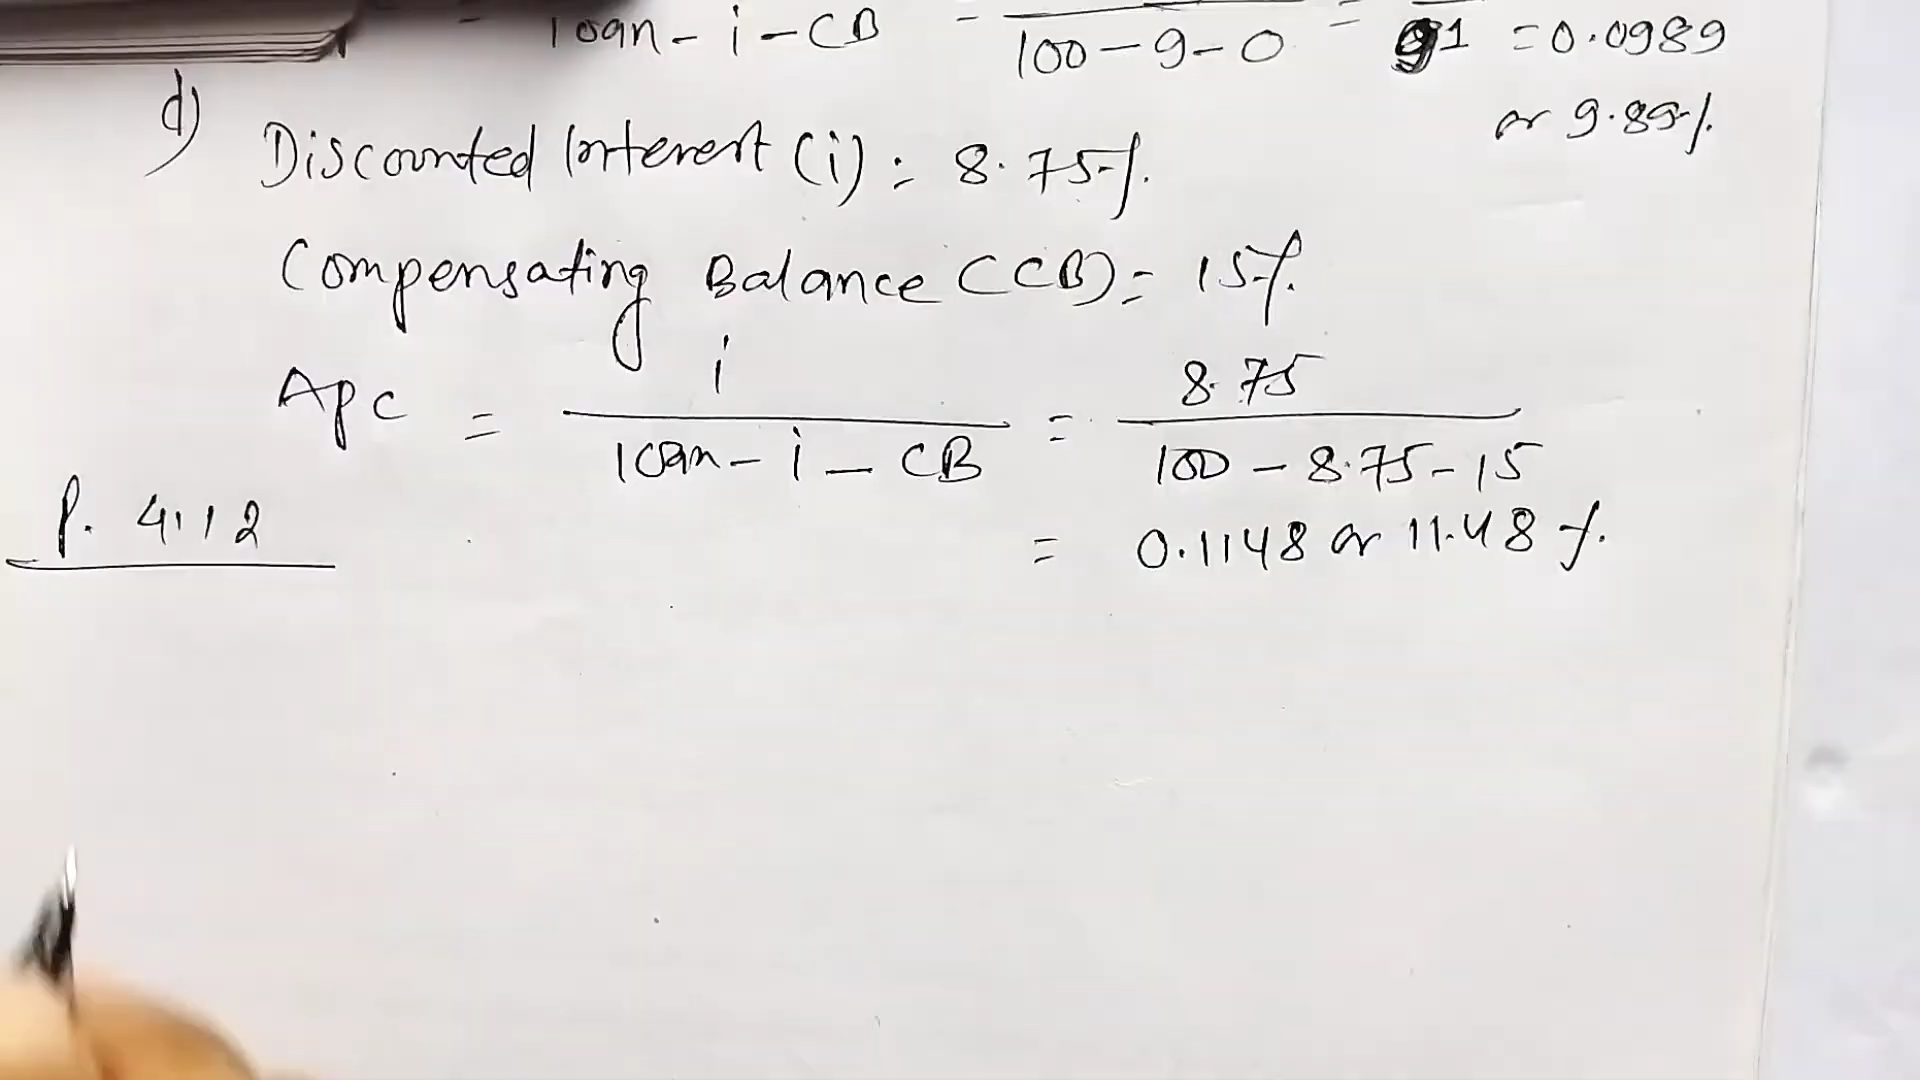 = loan - i - CB - 100 - 9 - 0 = 91 = 0.0989
or 9.89%
d) Discounted Interest (i) = 8.75%
Compensating Balance (CB) = 15%
APC = i / loan - i - CB = 8.75 / 100 - 8.75 - 15
= 0.1148 or 11.48%
P. 4.12